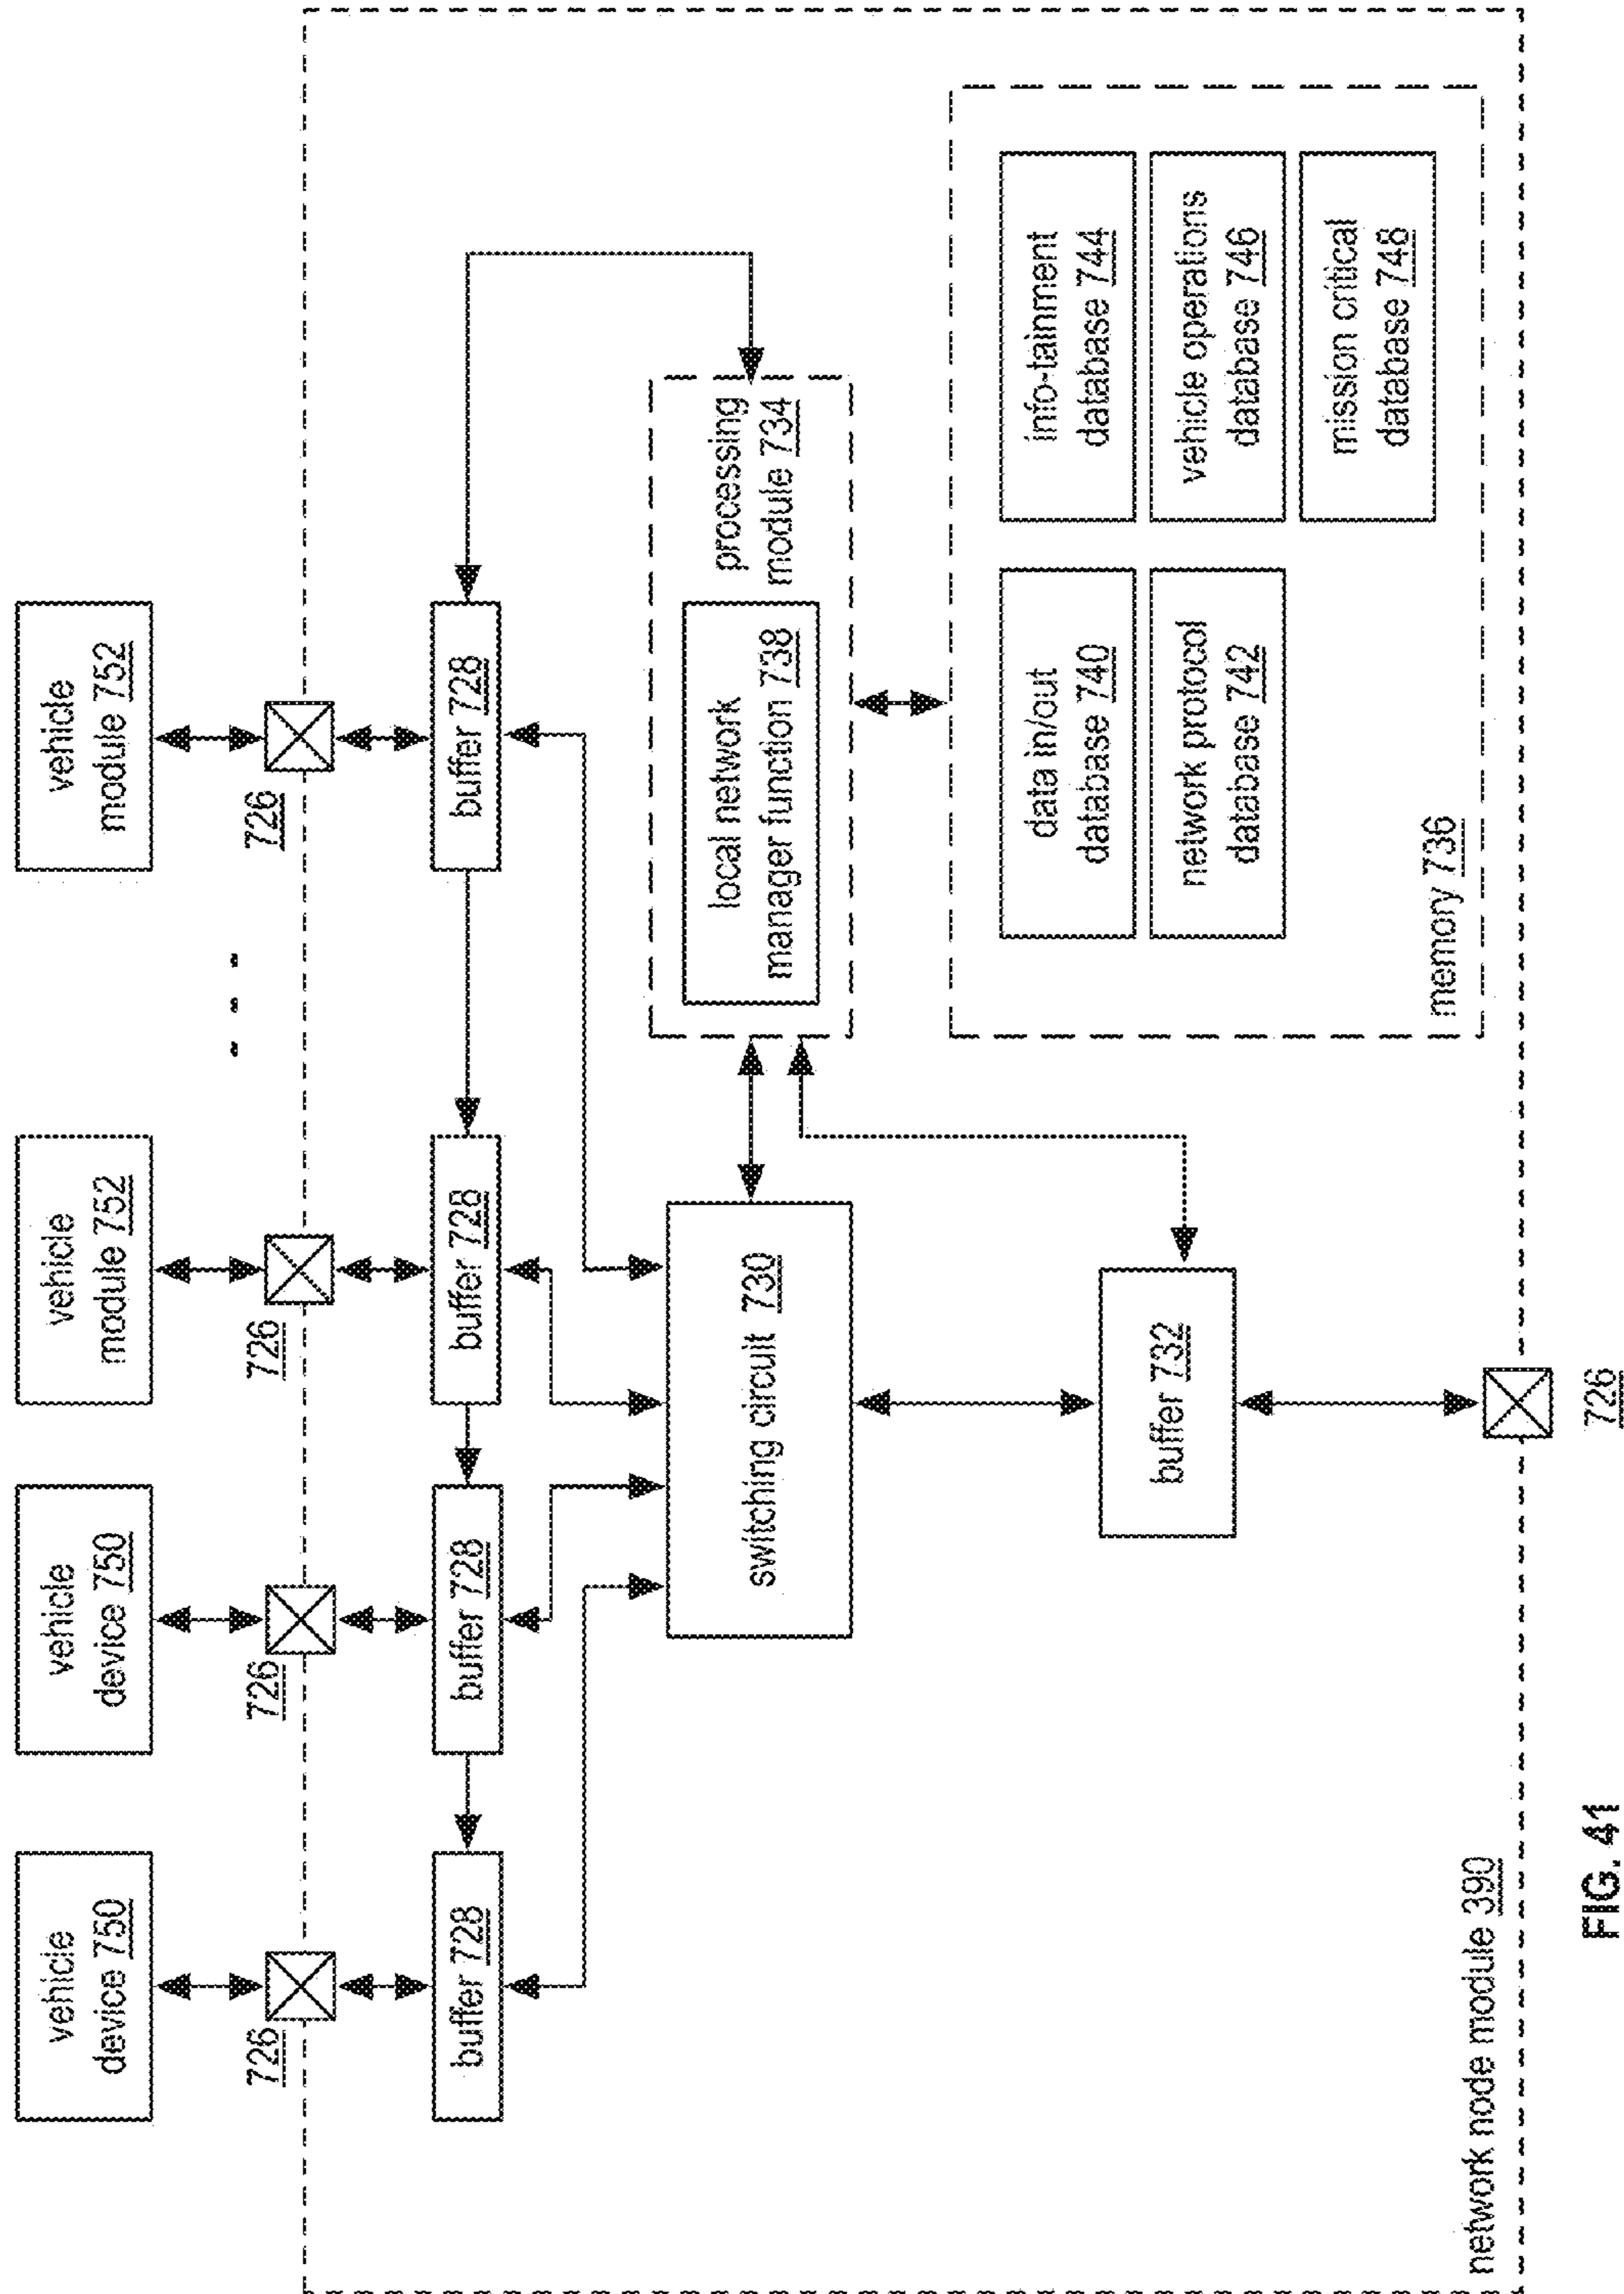 vehicle
device 750
vehicle
device 750
vehicle
module 752
vehicle
module 752
726
726
726
726
. . .
buffer 728
buffer 728
buffer 728
buffer 728
switching circuit 730
local network
manager function 738
processing
module 734
buffer 732
data in/out
database 740
info-tainment
database 744
network protocol
database 742
vehicle operations
database 746
mission critical
database 748
memory 736
network node module 390
726
FIG. 41